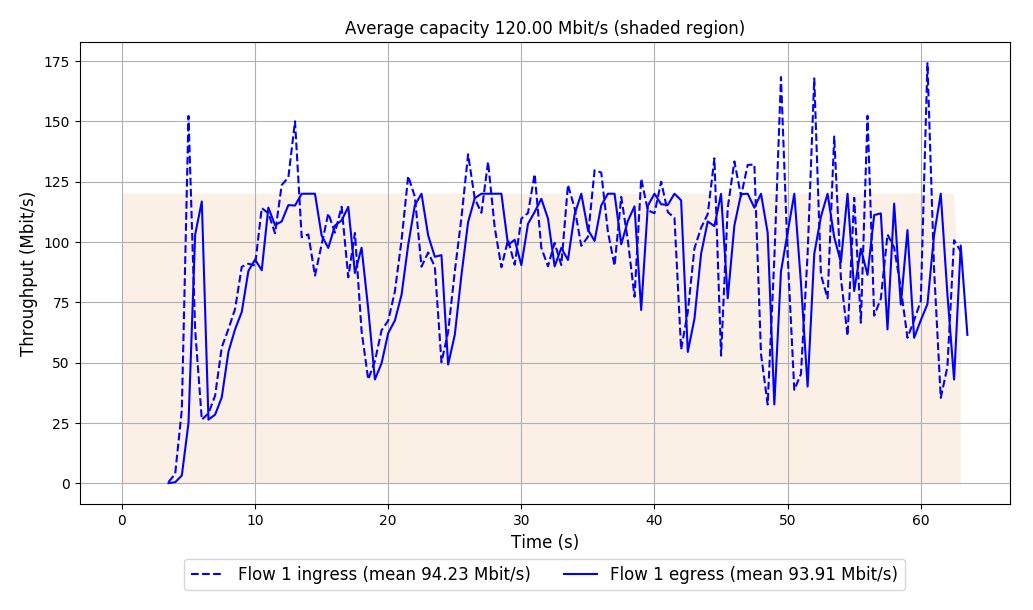 Average capacity 120.00 Mbit/s (shaded region)
175
150
125
100
75
50
25
0
Throughput (Mbit/s)
0 10 20 30 40 50 60
Time (s)
Flow 1 ingress (mean 94.23 Mbit/s) Flow 1 egress (mean 93.91 Mbit/s)